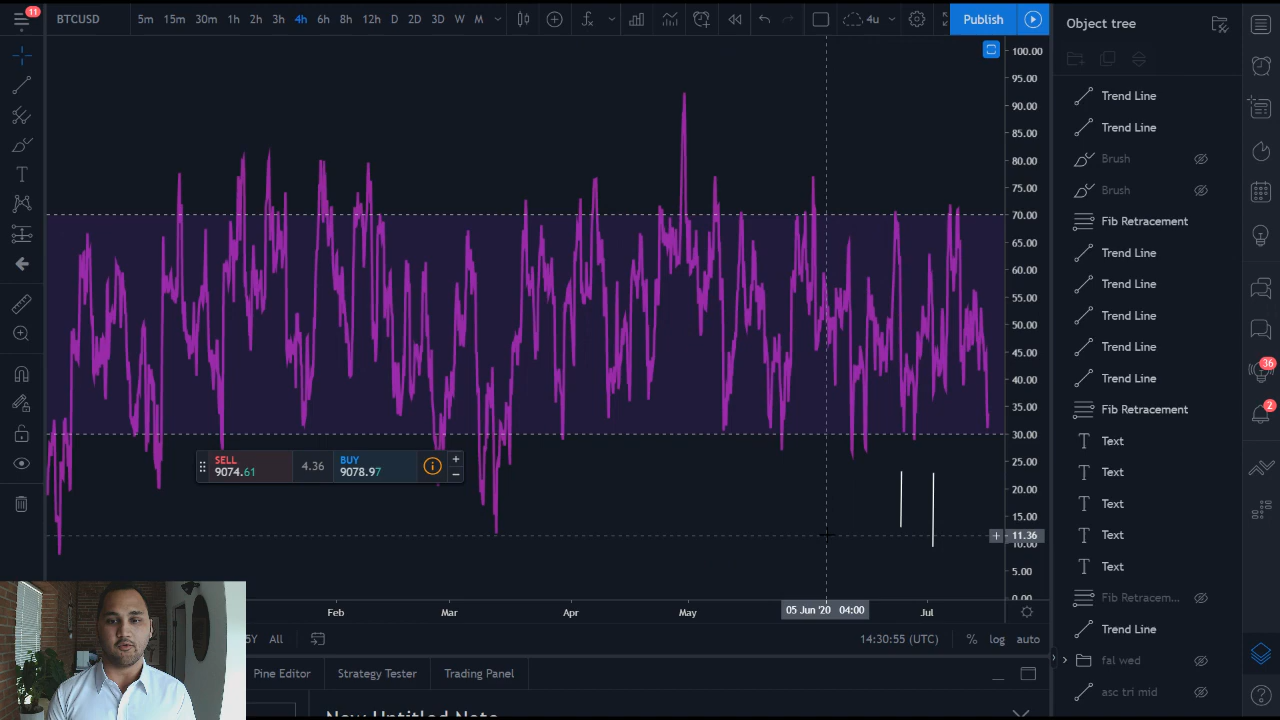 11
BTCUSD
5m 15m 30m 1h 2h 3h 4h 6h 8h 12h D 2D 3D W M
4u
Publish
Object tree
100.00
95.00
90.00
85.00
80.00
75.00
70.00
65.00
60.00
55.00
50.00
45.00
40.00
35.00
30.00
25.00
20.00
15.00
11.36
10.00
5.00
0.00
SELL
9074.61
4.36
BUY
9078.97
Feb Mar Apr May 05 Jun '20 04:00 Jul
5Y All
14:30:55 (UTC) % log auto
Pine Editor Strategy Tester Trading Panel
New Untitled Note
Trend Line
Trend Line
Brush
Brush
Fib Retracement
Trend Line
Trend Line
Trend Line
Trend Line
Trend Line
Fib Retracement
T Text
T Text
T Text
T Text
T Text
Fib Retracem...
Trend Line
fal wed
asc tri mid
36
2